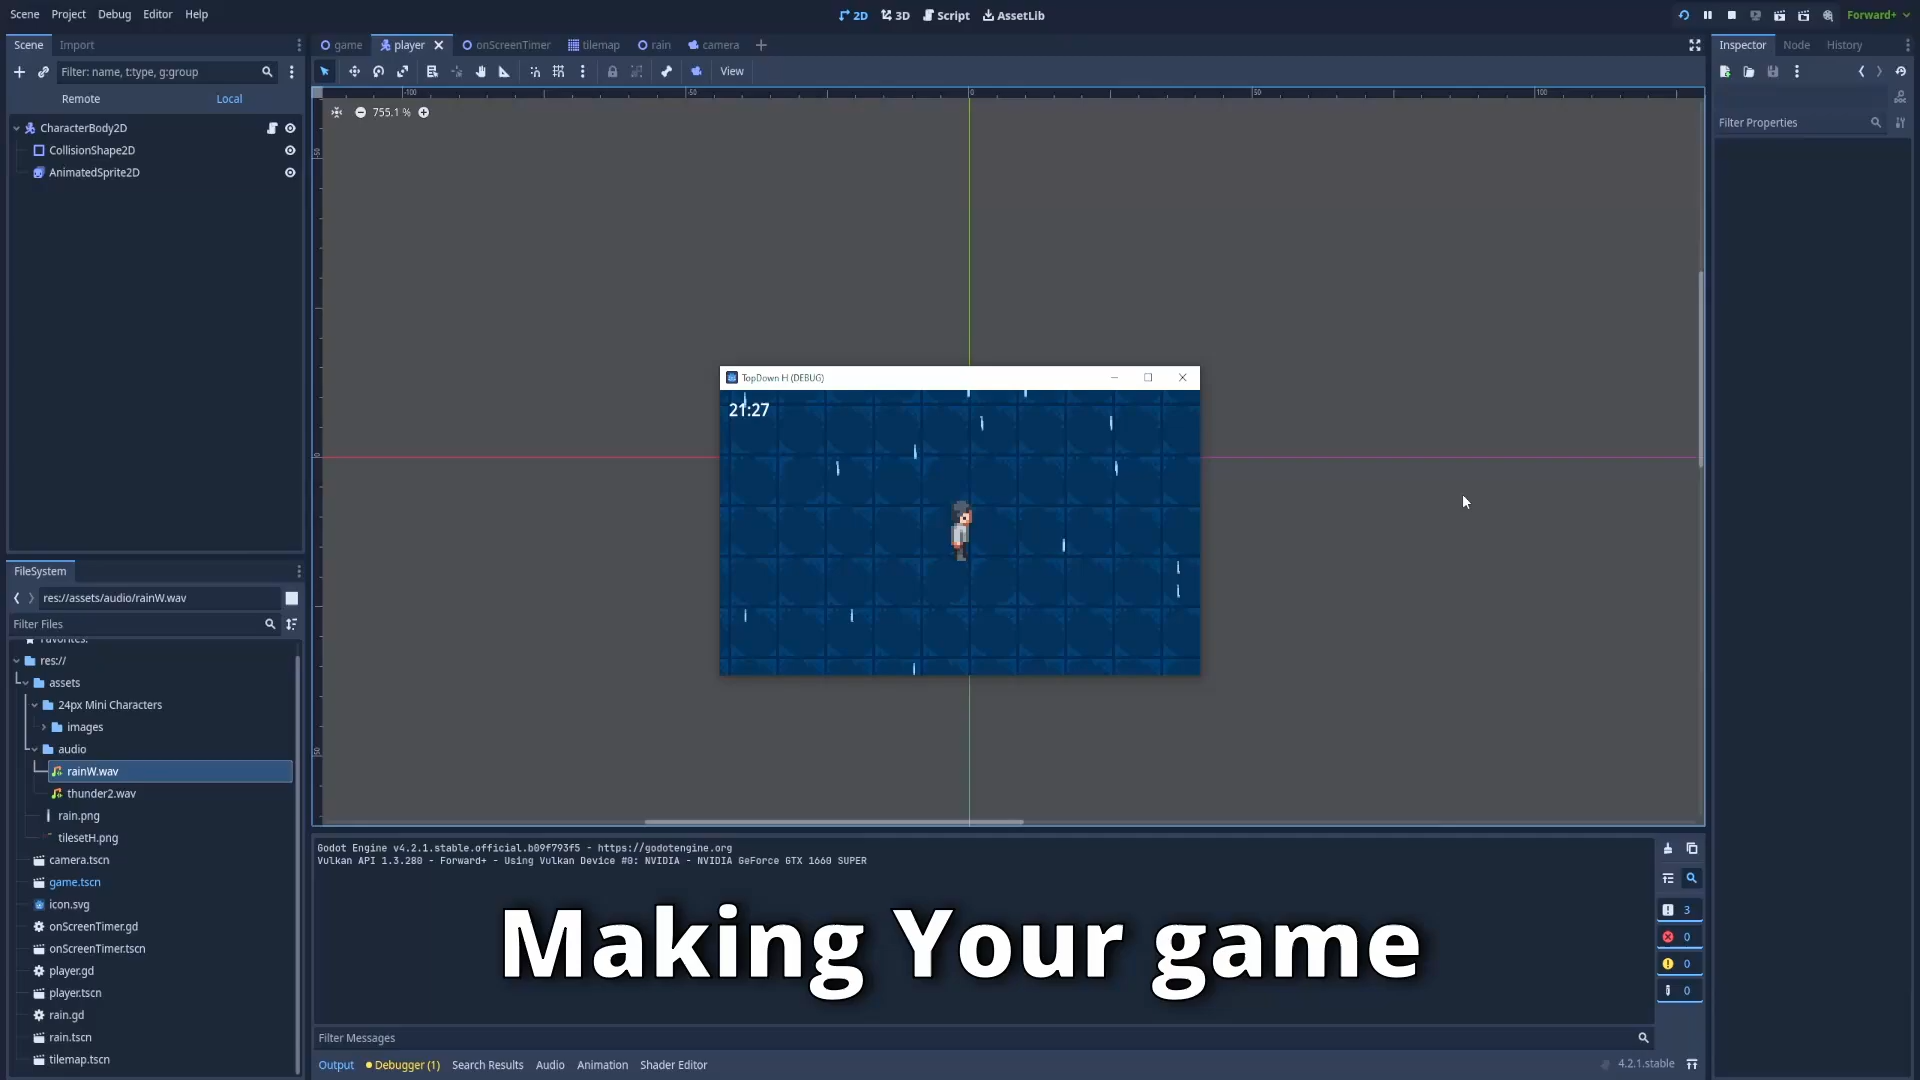 Scene Project Debug Editor Help
2D 3D Script AssetLib
Forward+
Scene Import
Filter: name, t:type, g:group
Remote Local
CharacterBody2D
CollisionShape2D
AnimatedSprite2D
game player onScreenTimer tilemap rain camera
View
-100 -50 0 50 100
755.1 %
TopDown H (DEBUG)
21:27
Inspector Node History
Filter Properties
FileSystem
res://assets/audio/rainW.wav
Filter Files
Favorites:
res://
assets
24px Mini Characters
images
audio
rainW.wav
thunder2.wav
rain.png
tilesetH.png
camera.tscn
game.tscn
icon.svg
onScreenTimer.gd
onScreenTimer.tscn
player.gd
player.tscn
rain.gd
rain.tscn
tilemap.tscn
Godot Engine v4.2.1.stable.official.b09f793f5 - https://godotengine.org
Vulkan API 1.3.280 - Forward+ - Using Vulkan Device #0: NVIDIA - NVIDIA GeForce GTX 1660 SUPER
3
0
0
0
Making Your game
Filter Messages
Output Debugger (1) Search Results Audio Animation Shader Editor
4.2.1.stable